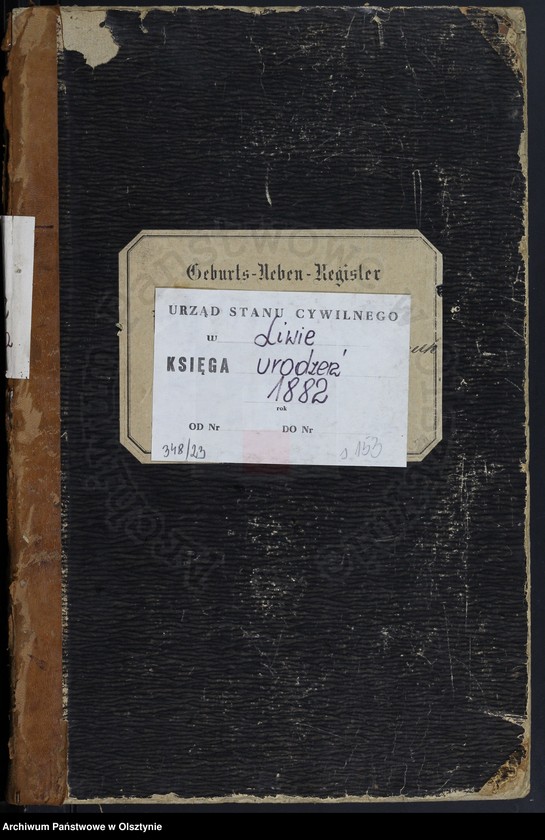 Geburts-Neben-Register
URZĄD STANU CYWILNEGO
w Liwie
KSIĘGA urodzeń
1882
rok
OD Nr DO Nr
348/23 s 153
Archiwum Państwowe w Olsztynie